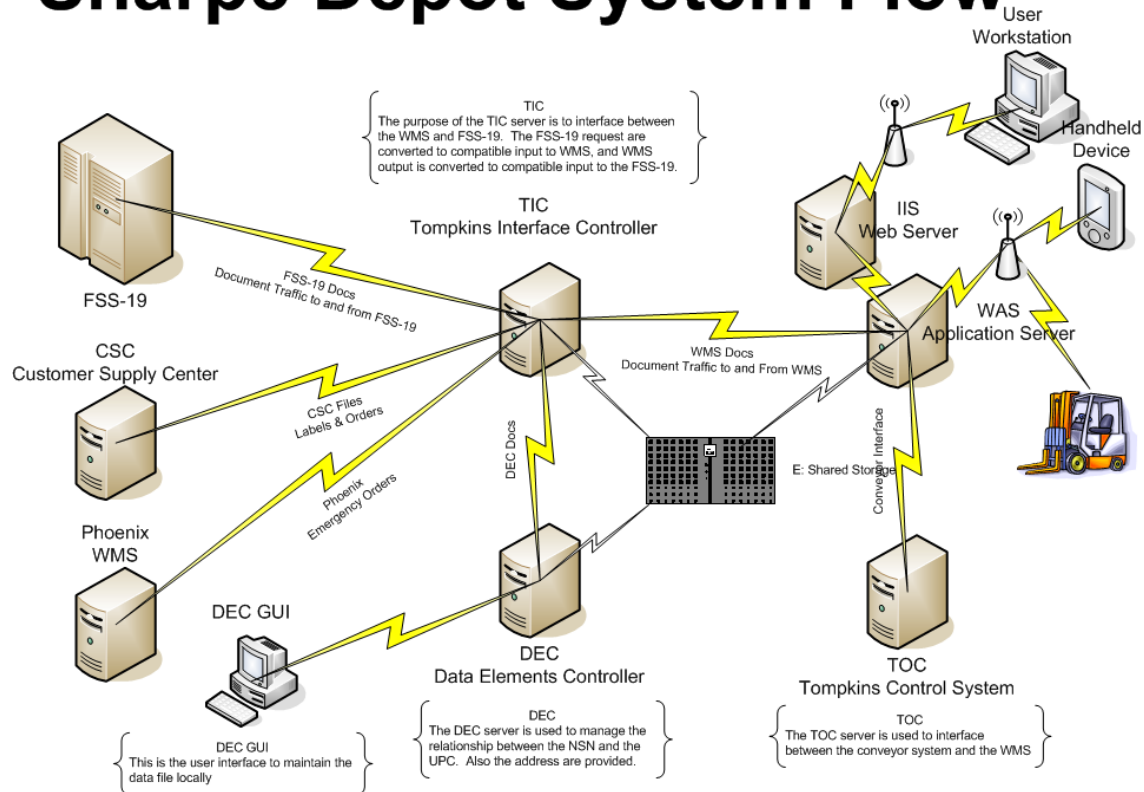 Sharpe Depot System Flow
User
Workstation
TIC
The purpose of the TIC server is to interface between
the WMS and FSS-19. The FSS-19 request are
converted to compatible input to WMS, and WMS
output is converted to compatible input to the FSS-19.
Handheld
Device
TIC
Tompkins Interface Controller
IIS
Web Server
FSS-19
FSS-19 Docs
Document Traffic to and from FSS-19
WAS
Application Server
CSC
Customer Supply Center
WMS Docs
Document Traffic to and From WMS
CSC Files
Labels & Orders
DEC Docs
Conveyor Interface
E: Shared Storage
Phoenix
Emergency Orders
Phoenix
WMS
DEC GUI
DEC
Data Elements Controller
TOC
Tompkins Control System
DEC GUI
This is the user interface to maintain the
data file locally
DEC
The DEC server is used to manage the
relationship between the NSN and the
UPC. Also the address are provided.
TOC
The TOC server is used to interface
between the conveyor system and the WMS